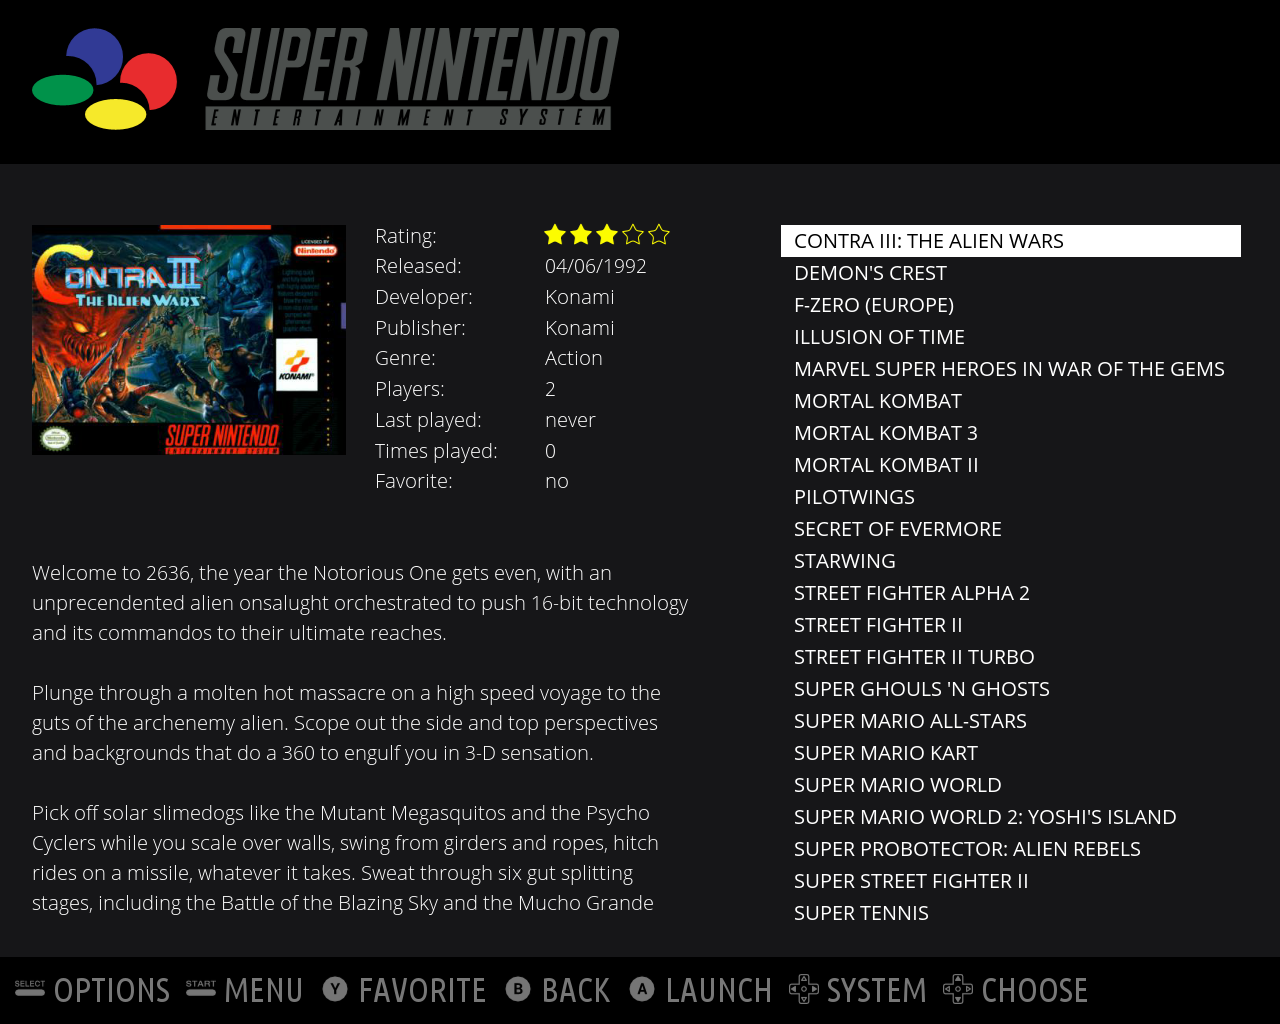 SUPER NINTENDO
ENTERTAINMENT SYSTEM
LICENSED BY
Nintendo
CONTRA III
THE ALIEN WARS
KONAMI
SUPER NINTENDO
ENTERTAINMENT SYSTEM
Rating:
Released: 04/06/1992
Developer: Konami
Publisher: Konami
Genre: Action
Players: 2
Last played: never
Times played: 0
Favorite: no
Welcome to 2636, the year the Notorious One gets even, with an
unprecendented alien onsalught orchestrated to push 16-bit technology
and its commandos to their ultimate reaches.
Plunge through a molten hot massacre on a high speed voyage to the
guts of the archenemy alien. Scope out the side and top perspectives
and backgrounds that do a 360 to engulf you in 3-D sensation.
Pick off solar slimedogs like the Mutant Megasquitos and the Psycho
Cyclers while you scale over walls, swing from girders and ropes, hitch
rides on a missile, whatever it takes. Sweat through six gut splitting
stages, including the Battle of the Blazing Sky and the Mucho Grande
CONTRA III: THE ALIEN WARS
DEMON'S CREST
F-ZERO (EUROPE)
ILLUSION OF TIME
MARVEL SUPER HEROES IN WAR OF THE GEMS
MORTAL KOMBAT
MORTAL KOMBAT 3
MORTAL KOMBAT II
PILOTWINGS
SECRET OF EVERMORE
STARWING
STREET FIGHTER ALPHA 2
STREET FIGHTER II
STREET FIGHTER II TURBO
SUPER GHOULS 'N GHOSTS
SUPER MARIO ALL-STARS
SUPER MARIO KART
SUPER MARIO WORLD
SUPER MARIO WORLD 2: YOSHI'S ISLAND
SUPER PROBOTECTOR: ALIEN REBELS
SUPER STREET FIGHTER II
SUPER TENNIS
SELECT OPTIONS START MENU Y FAVORITE B BACK A LAUNCH SYSTEM CHOOSE